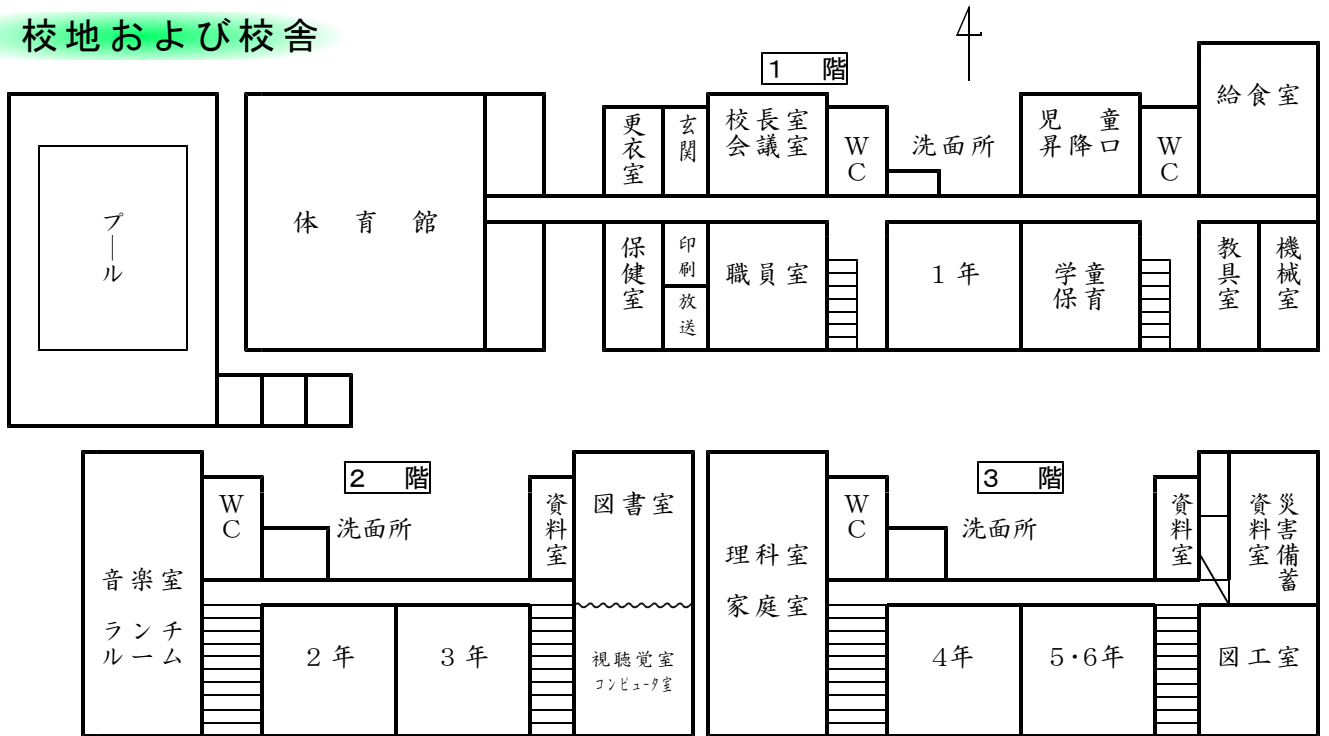 校地および校舎
1 階
更衣室
玄関
校長室
会議室
WC
洗面所
児童
昇降口
WC
給食室
プール
体育館
保健室
印刷
放送
職員室
1年
学童
保育
教具室
機械室
2 階
音楽室
ランチ
ルーム
WC
洗面所
資料室
図書室
2年
3年
視聴覚室
コンピュータ室
3 階
理科室
家庭室
WC
洗面所
資料室
災害備蓄
資料室
4年
5・6年
図工室